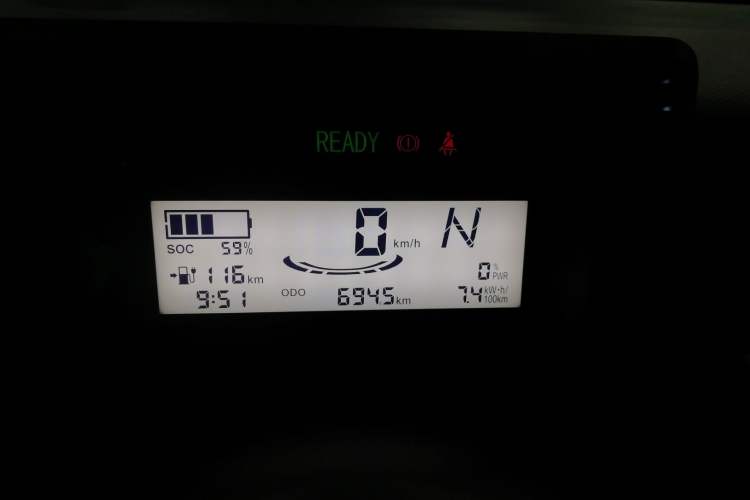 READY
0 km/h N
SOC 59%
116 km
0 % PWR
9:51
ODO 6945 km
7.4 kW·h/100km